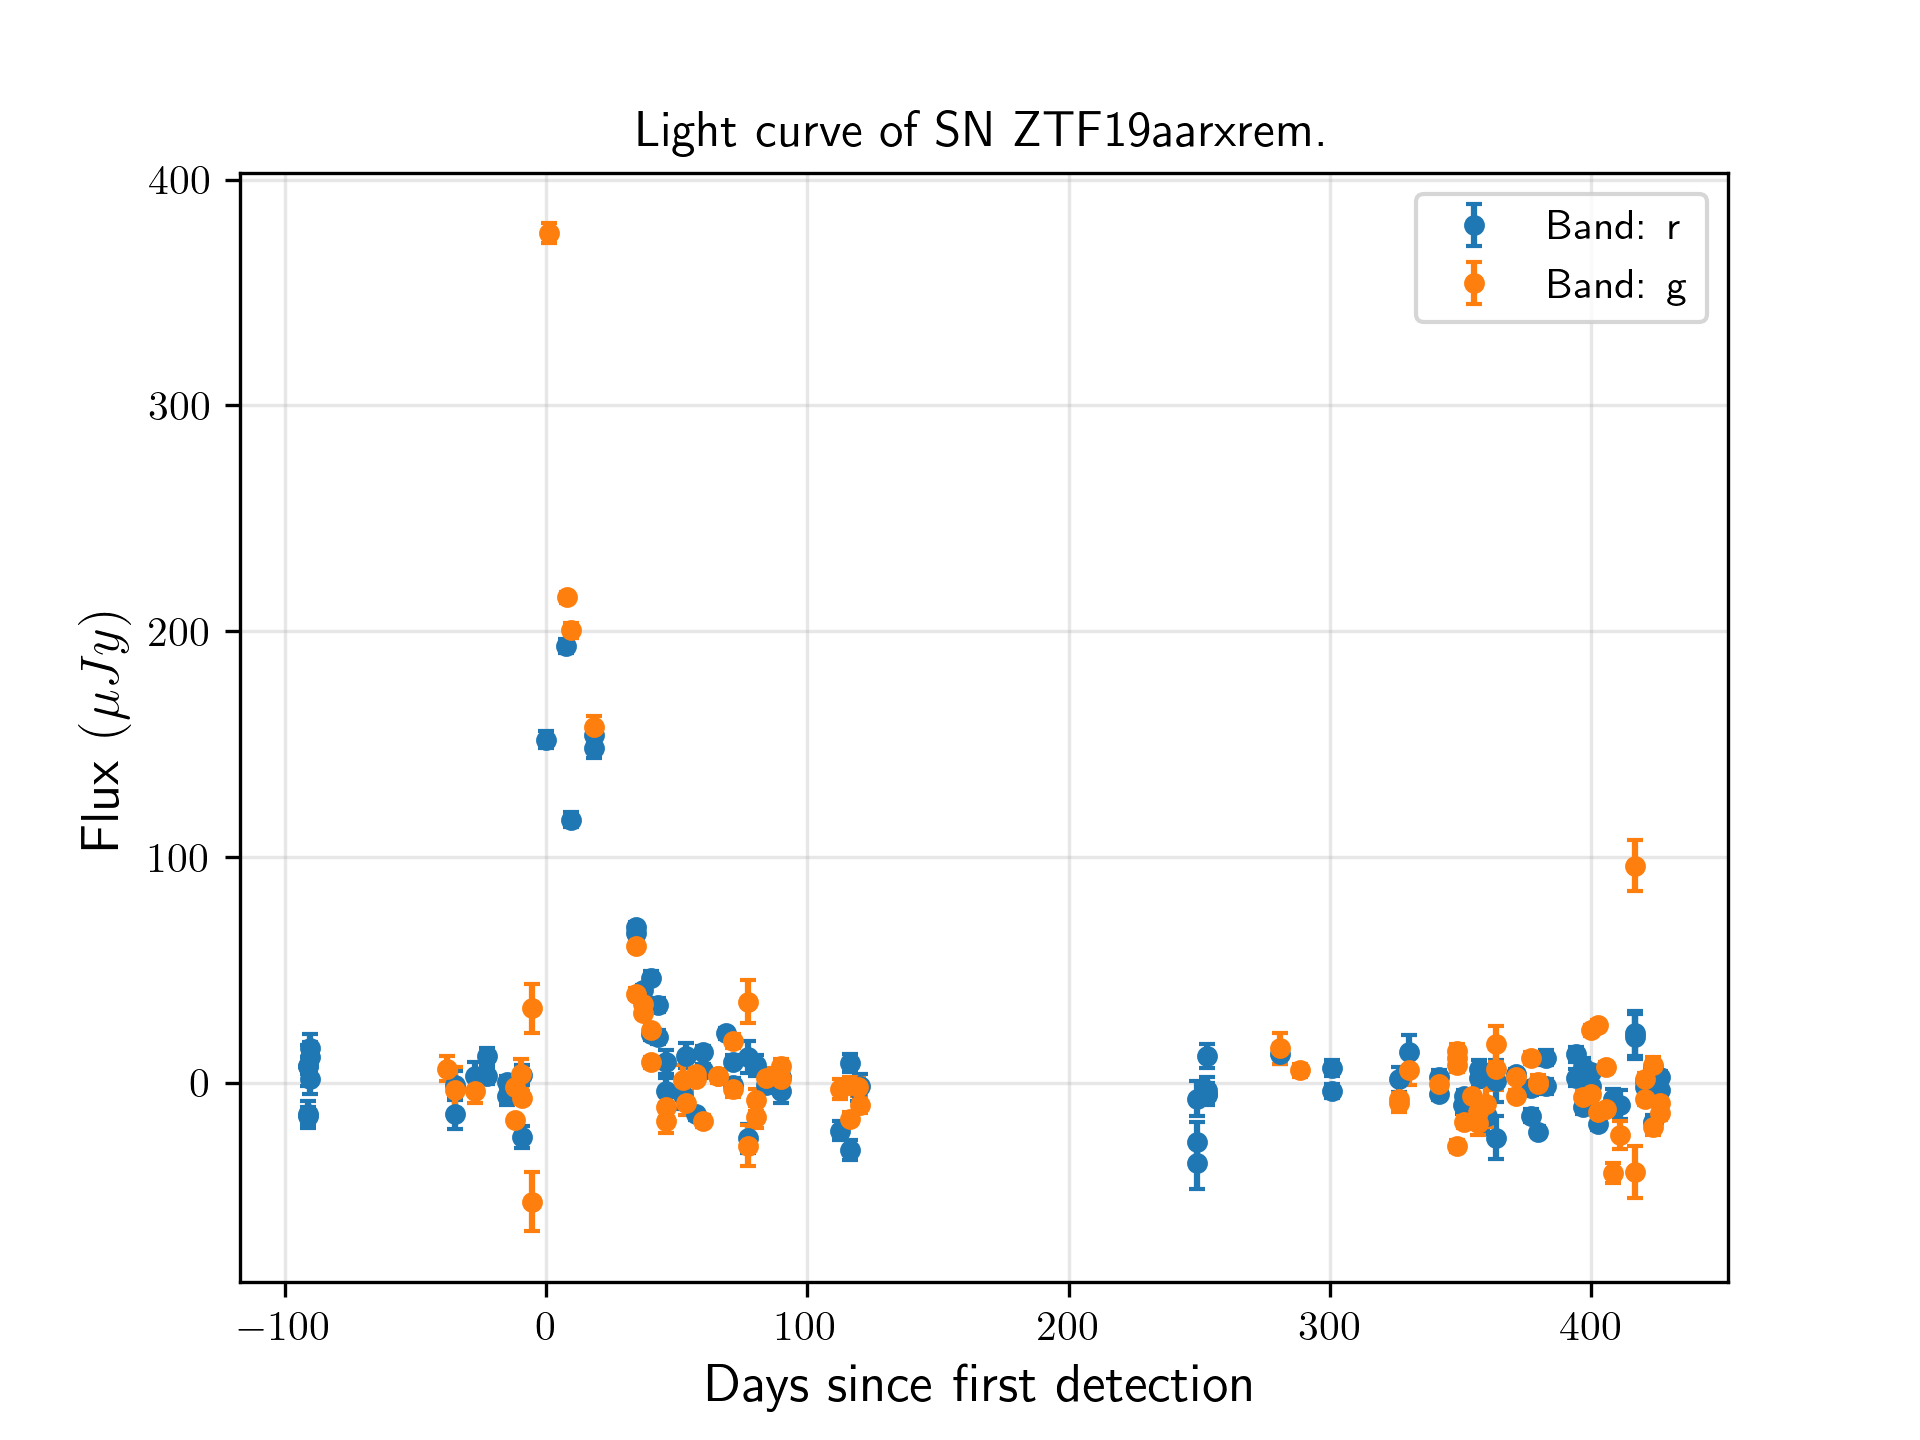 Light curve of SN ZTF19aarxrem.
Band: r
Band: g
Flux (μJy)
400
300
200
100
0
−100 0 100 200 300 400
Days since first detection